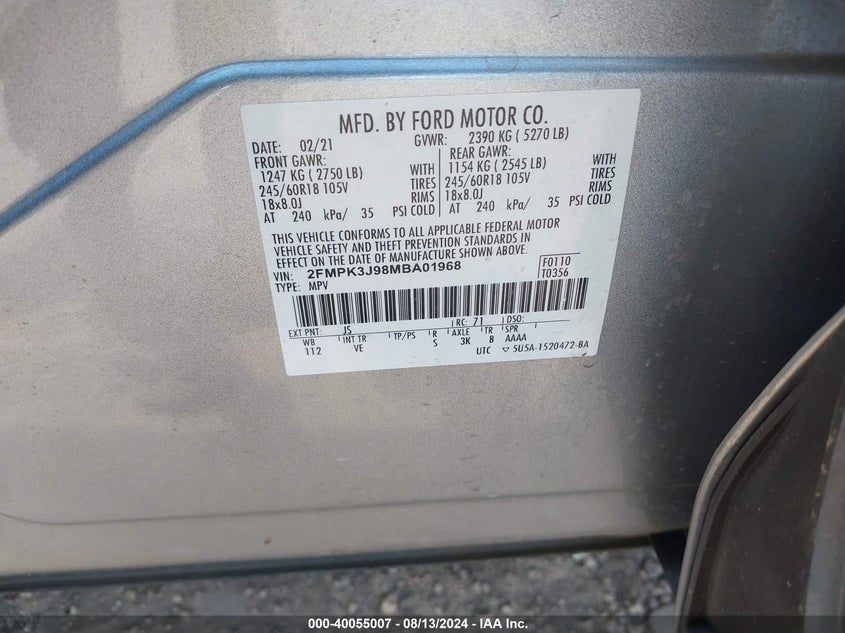 MFD. BY FORD MOTOR CO.
DATE: 02/21 GVWR: 2390 KG ( 5270 LB)
FRONT GAWR: REAR GAWR:
1247 KG ( 2750 LB) WITH 1154 KG ( 2545 LB) WITH
245/60R18 105V TIRES 245/60R18 105V TIRES
18x8.0J RIMS 18x8.0J RIMS
AT 240 kPa/ 35 PSI COLD AT 240 kPa/ 35 PSI COLD
THIS VEHICLE CONFORMS TO ALL APPLICABLE FEDERAL MOTOR
VEHICLE SAFETY AND THEFT PREVENTION STANDARDS IN
EFFECT ON THE DATE OF MANUFACTURE SHOWN ABOVE.
VIN: 2FMPK3J98MBA01968 F0110
TYPE: MPV T0356
EXT PNT: JS RC: 71 DSO:
WB INT TR TP/PS R AXLE TR SPR
112 VE S 3K 8 AAAA
UTC ▽ 5U5A-1520472-BA
000-40055007 - 08/13/2024 - IAA Inc.